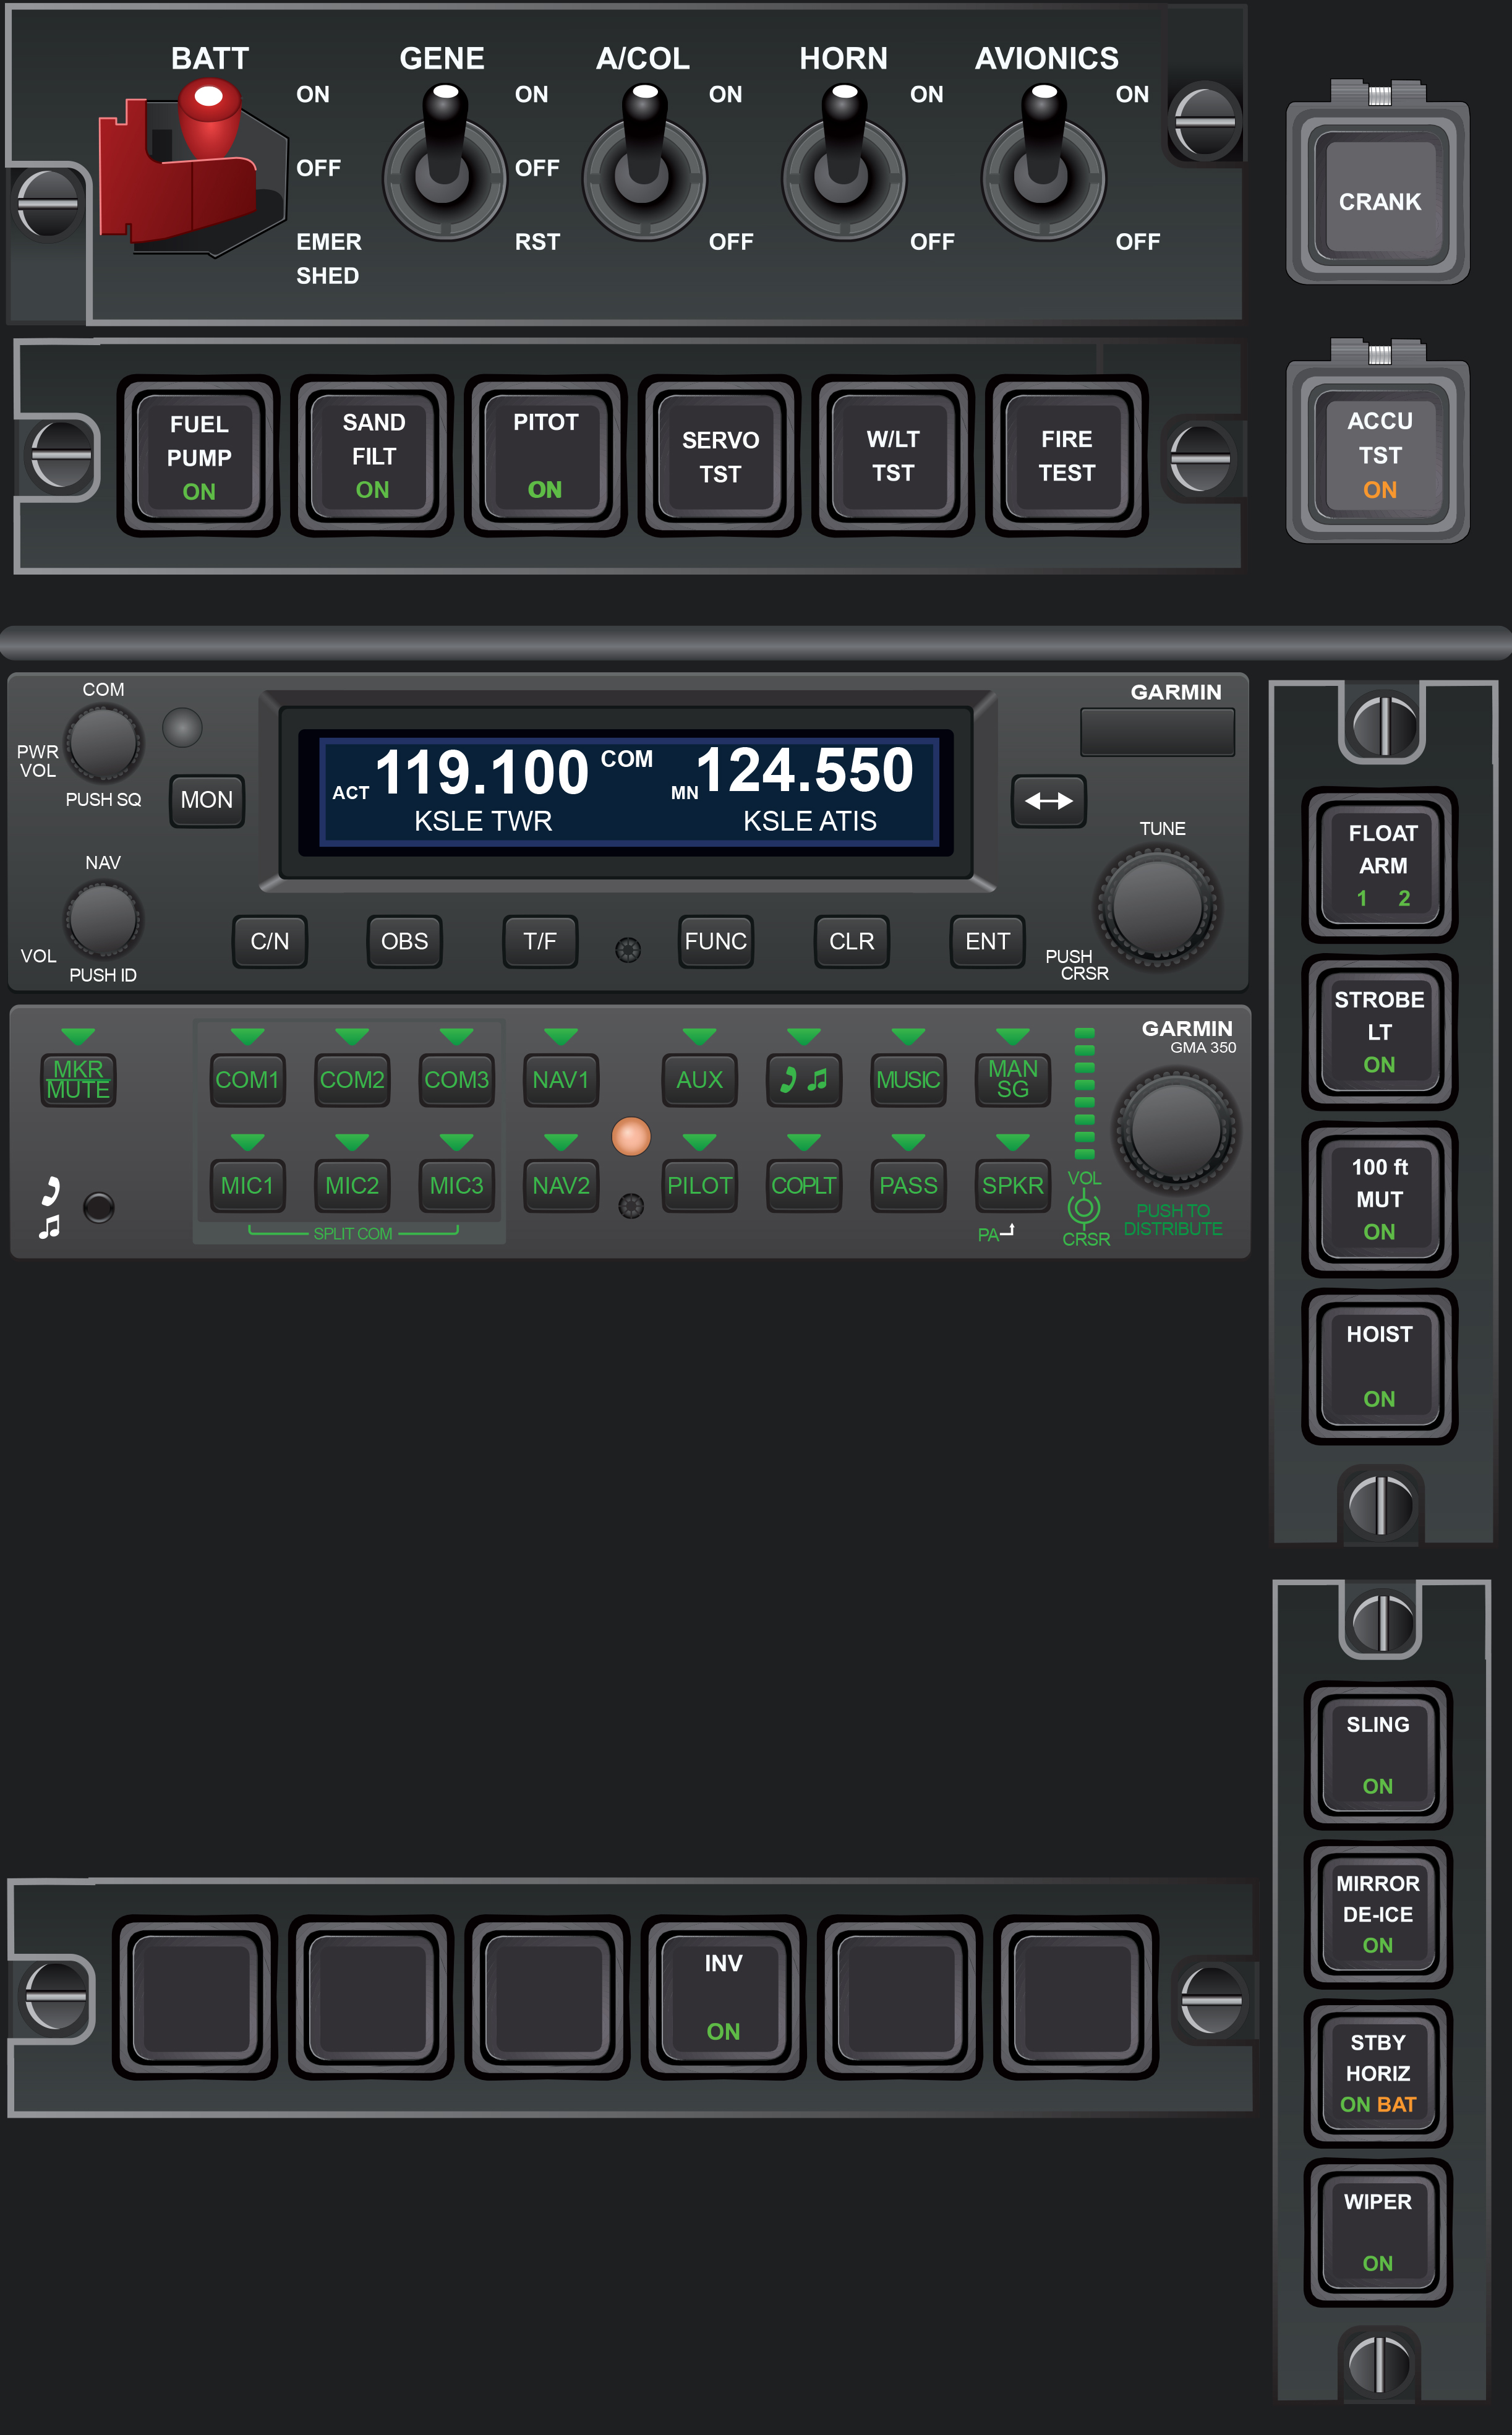 BATT
GENE
A/COL
HORN
AVIONICS
ON
ON
ON
ON
ON
OFF
OFF
EMER
SHED
RST
OFF
OFF
OFF
CRANK
FUEL
PUMP
ON
SAND
FILT
ON
PITOT
ON
SERVO
TST
W/LT
TST
FIRE
TEST
ACCU
TST
ON
COM
PWR
VOL
PUSH SQ
MON
NAV
VOL
PUSH ID
ACT 119.100 COM MN 124.550
KSLE TWR KSLE ATIS
GARMIN
TUNE
PUSH
CRSR
C/N
OBS
T/F
FUNC
CLR
ENT
MKR
MUTE
COM1
COM2
COM3
NAV1
AUX
MUSIC
MAN
SG
GARMIN
GMA 350
MIC1
MIC2
MIC3
NAV2
PILOT
COPLT
PASS
SPKR
SPLIT COM
PA
VOL
CRSR
PUSH TO
DISTRIBUTE
FLOAT
ARM
1 2
STROBE
LT
ON
100 ft
MUT
ON
HOIST
ON
SLING
ON
MIRROR
DE-ICE
ON
STBY
HORIZ
ON BAT
WIPER
ON
INV
ON